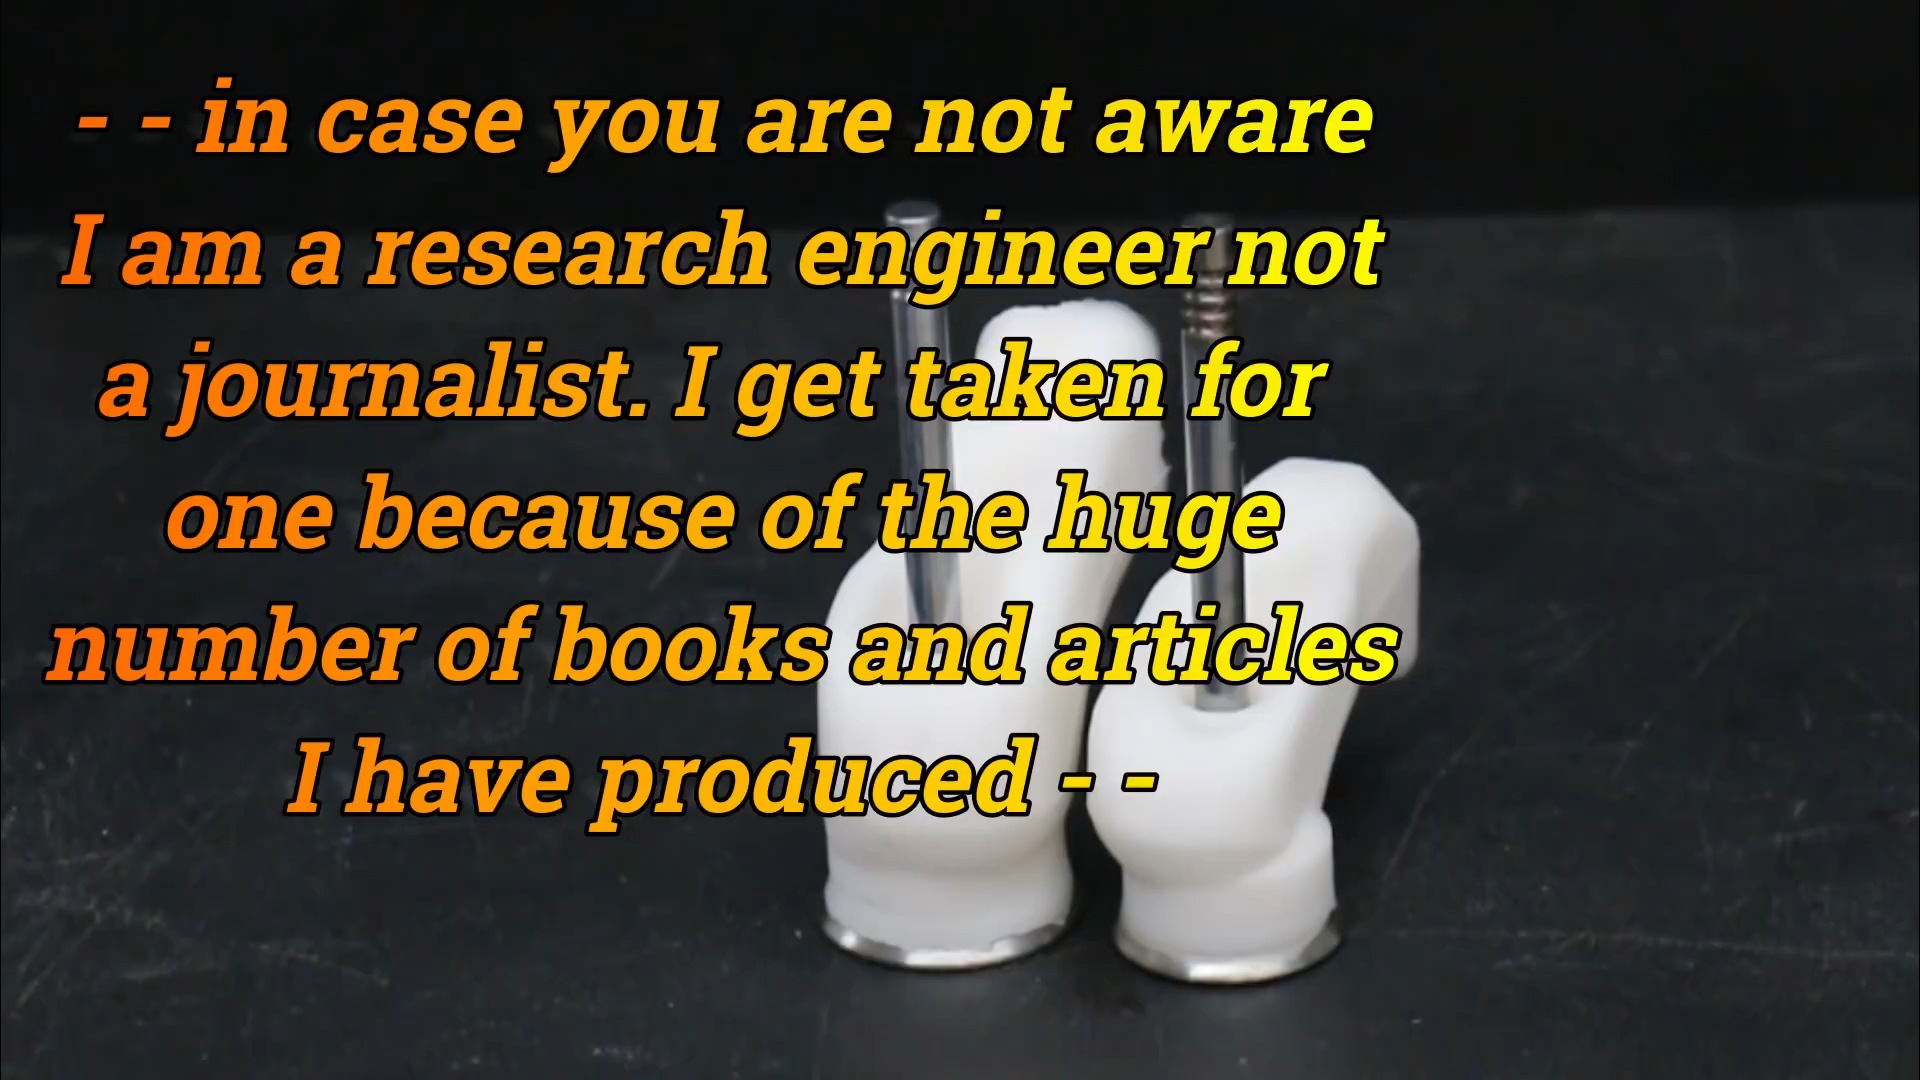 - - in case you are not aware
I am a research engineer not
a journalist. I get taken for
one because of the huge
number of books and articles
I have produced - -